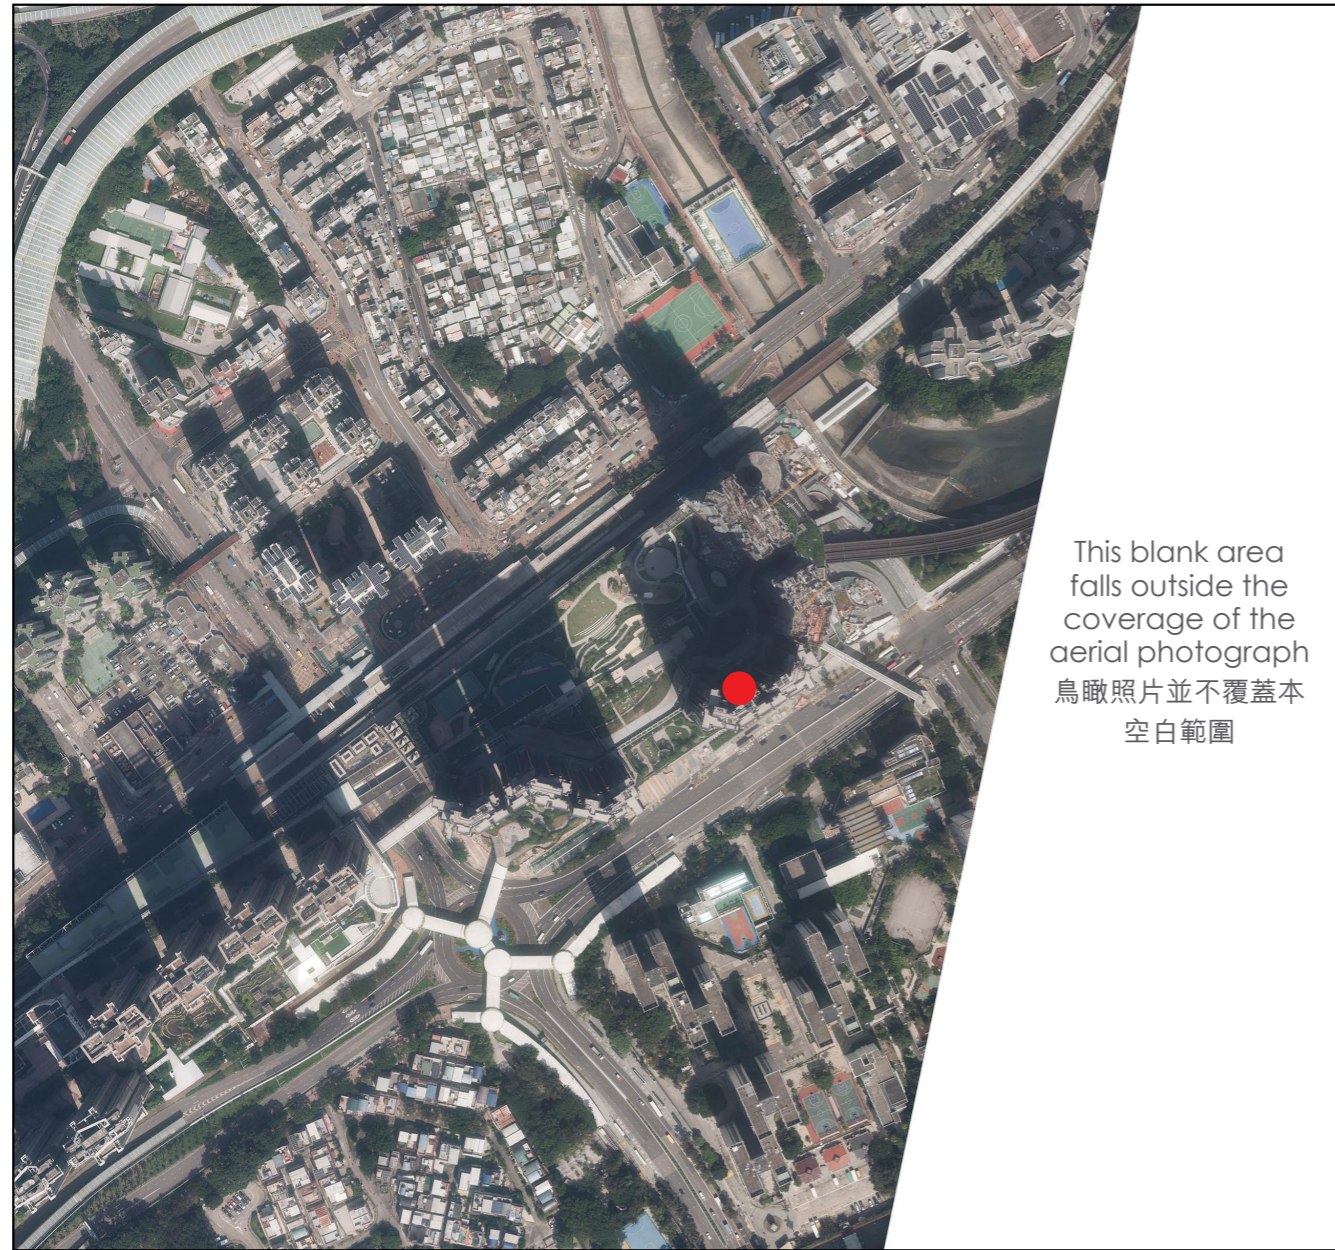 This blank area
falls outside the
coverage of the
aerial photograph
鳥瞰照片並不覆蓋本
空白範圍